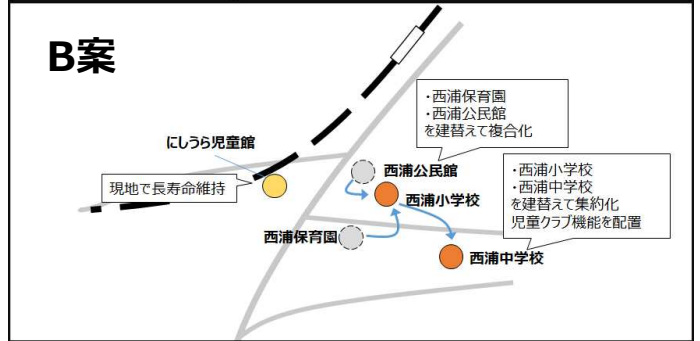 B案
・西浦保育園
・西浦公民館
を建替えて複合化
にしうら児童館
西浦公民館
・西浦小学校
・西浦中学校
を建替えて集約化
児童クラブ機能を配置
現地で長寿命維持
西浦小学校
西浦保育園
西浦中学校